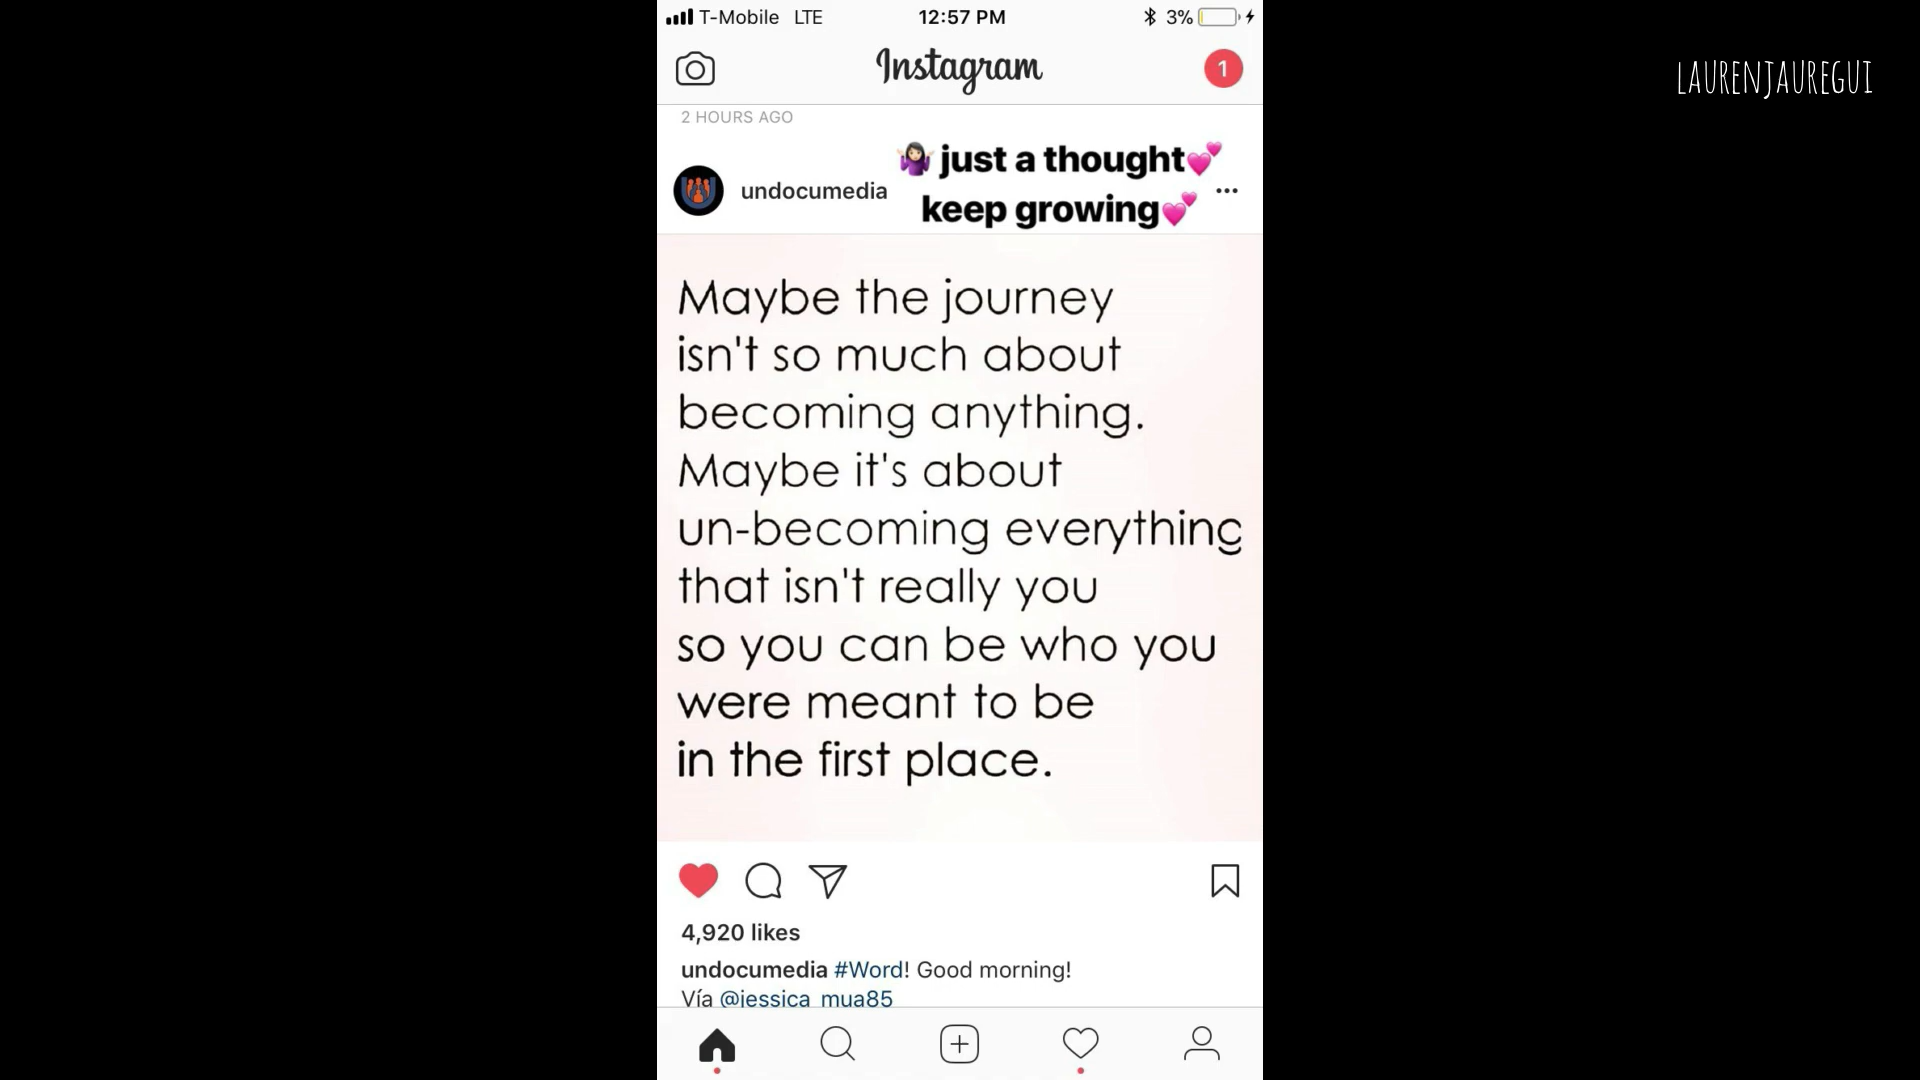 T-Mobile LTE 12:57 PM 3%
Instagram 1
LAURENJAUREGUI
2 HOURS AGO
🤷🏻‍♀️ just a thought💕
undocumedia
keep growing💕
Maybe the journey
isn't so much about
becoming anything.
Maybe it's about
un-becoming everything
that isn't really you
so you can be who you
were meant to be
in the first place.
4,920 likes
undocumedia #Word! Good morning!
Vía @jessica_mua85